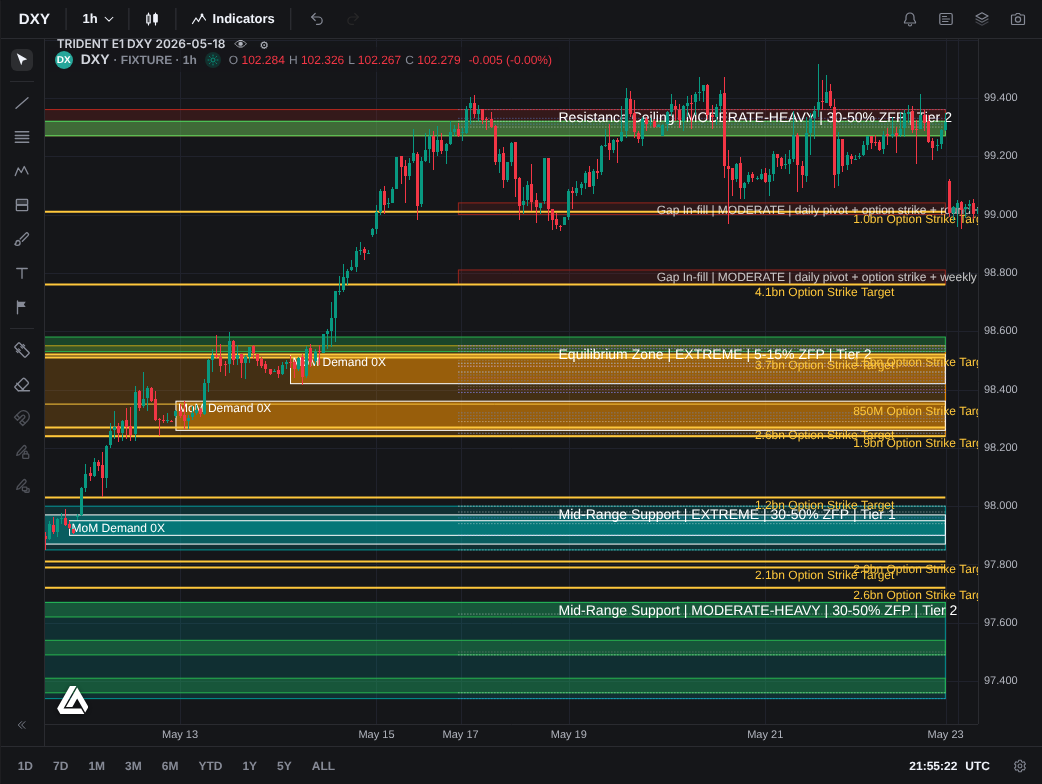 DXY 1h Indicators
TRIDENT E1 DXY 2026-05-18
DX DXY · FIXTURE · 1h O 102.284 H 102.326 L 102.267 C 102.279 -0.005 (-0.00%)
99.400
Resistance Ceiling | MODERATE-HEAVY | 30-50% ZFP | Tier 2
99.200
Gap In-fill | MODERATE | daily pivot + option strike +
99.000
1.0bn Option Strike Targ
Gap In-fill | MODERATE | daily pivot + option strike + weekly
98.800
4.1bn Option Strike Target
98.600
Equilibrium Zone | EXTREME | 5-15% ZFP | Tier 2
MoM Demand 0X
Option Strike Targ
3.7bn Option Strike Target
98.400
MoM Demand 0X
850M Option Strike Targ
2.6bn Option Strike Target
1.9bn Option Strike Targ
98.200
98.000
1.2bn Option Strike Target
Mid-Range Support | EXTREME | 30-50% ZFP | Tier 1
MoM Demand 0X
97.800
Option Strike Targ
2.1bn Option Strike Target
2.6bn Option Strike Targ
Mid-Range Support | MODERATE-HEAVY | 30-50% ZFP | Tier 2
97.600
97.400
May 13 May 15 May 17 May 19 May 21 May 23
1D 7D 1M 3M 6M YTD 1Y 5Y ALL 21:55:22 UTC